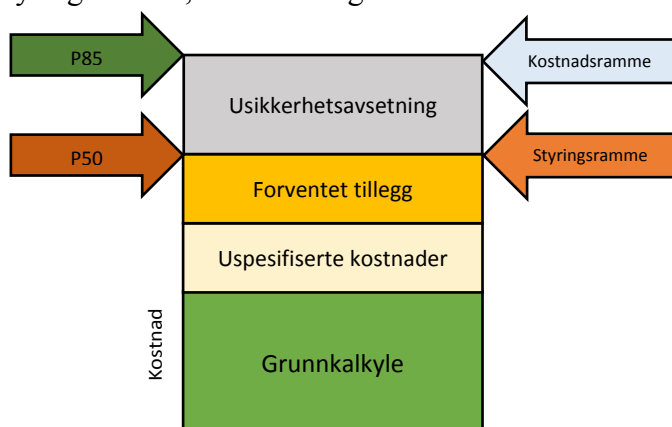 P85
Usikkerhetsavsetning
Kostnadsramme
P50
Forventet tillegg
Styringsramme
Uspesifiserte kostnader
Kostnad
Grunnkalkyle